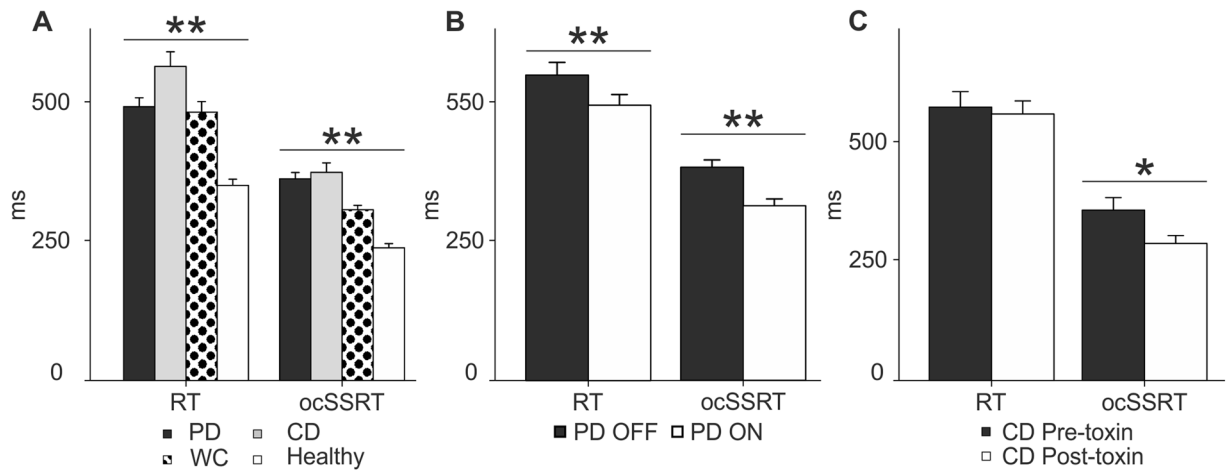 A
**
500
**
ms
250
0
RT
ocSSRT
PD
CD
WC
Healthy
B
**
550
**
ms
250
0
RT
ocSSRT
PD OFF
PD ON
C
500
*
ms
250
0
RT
ocSSRT
CD Pre-toxin
CD Post-toxin